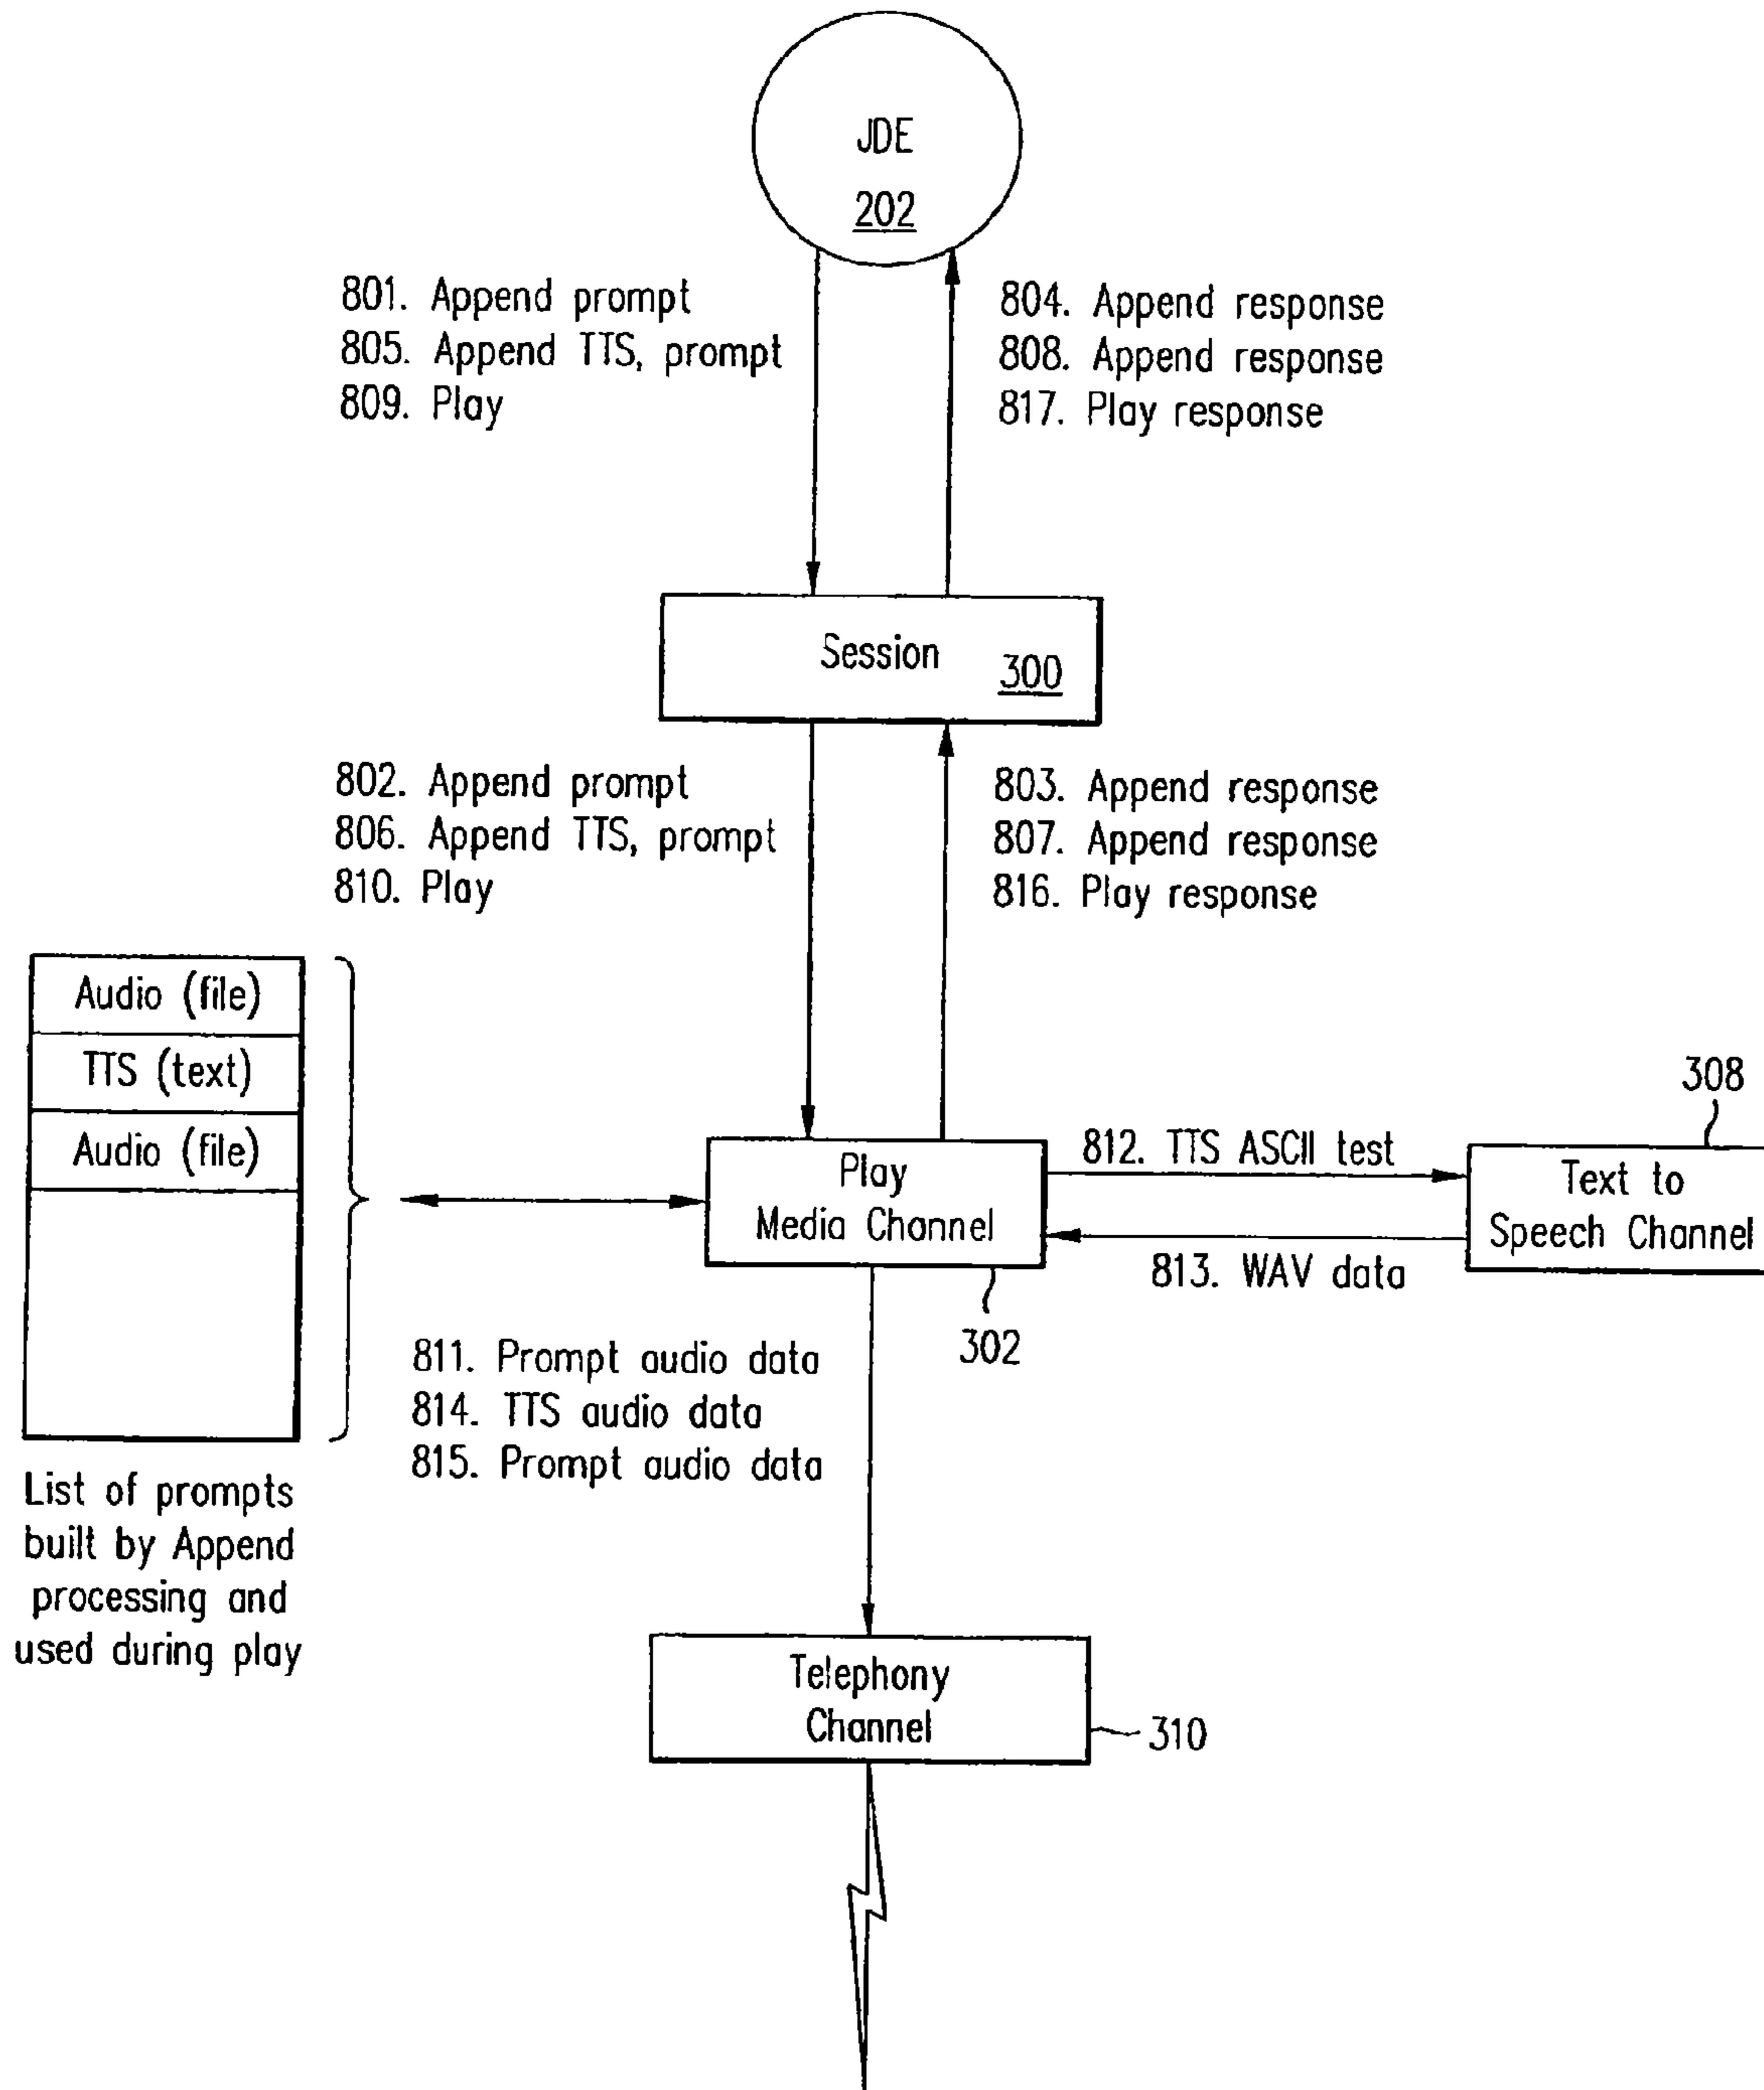 JDE
202
801. Append prompt
805. Append TTS, prompt
809. Play
804. Append response
808. Append response
817. Play response
Session
300
802. Append prompt
806. Append TTS, prompt
810. Play
803. Append response
807. Append response
816. Play response
Audio (file)
TTS (text)
Audio (file)
List of prompts
built by Append
processing and
used during play
Play
Media Channel
302
812. TTS ASCII test
813. WAV data
308
Text to
Speech Channel
811. Prompt audio data
814. TTS audio data
815. Prompt audio data
Telephony
Channel
310